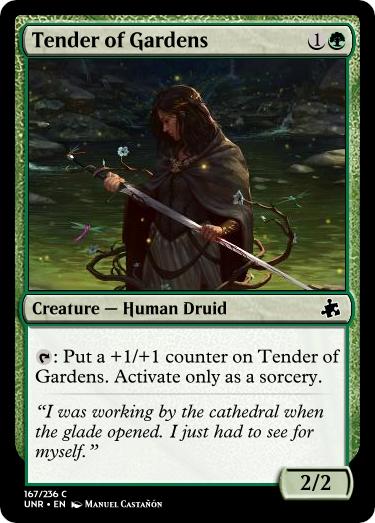 Tender of Gardens 1
Creature — Human Druid
: Put a +1/+1 counter on Tender of
Gardens. Activate only as a sorcery.
“I was working by the cathedral when
the glade opened. I just had to see for
myself.”
2/2
167/236 C
UNR • EN Manuel Castañón